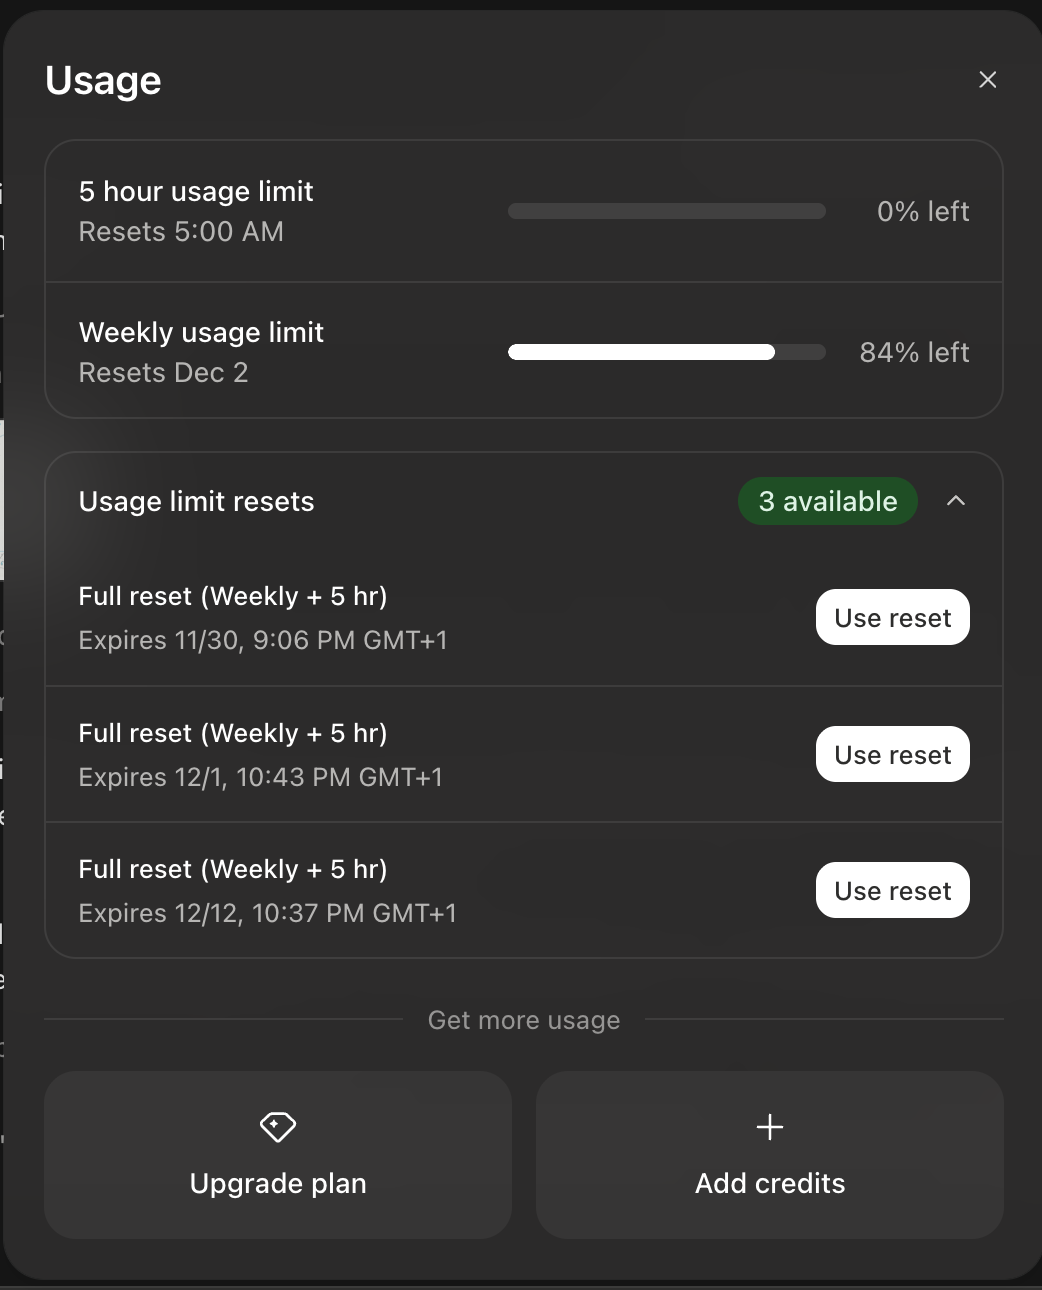 Usage
5 hour usage limit
Resets 5:00 AM
0% left
Weekly usage limit
Resets Dec 2
84% left
Usage limit resets
3 available
Full reset (Weekly + 5 hr)
Expires 11/30, 9:06 PM GMT+1
Use reset
Full reset (Weekly + 5 hr)
Expires 12/1, 10:43 PM GMT+1
Use reset
Full reset (Weekly + 5 hr)
Expires 12/12, 10:37 PM GMT+1
Use reset
Get more usage
Upgrade plan
Add credits